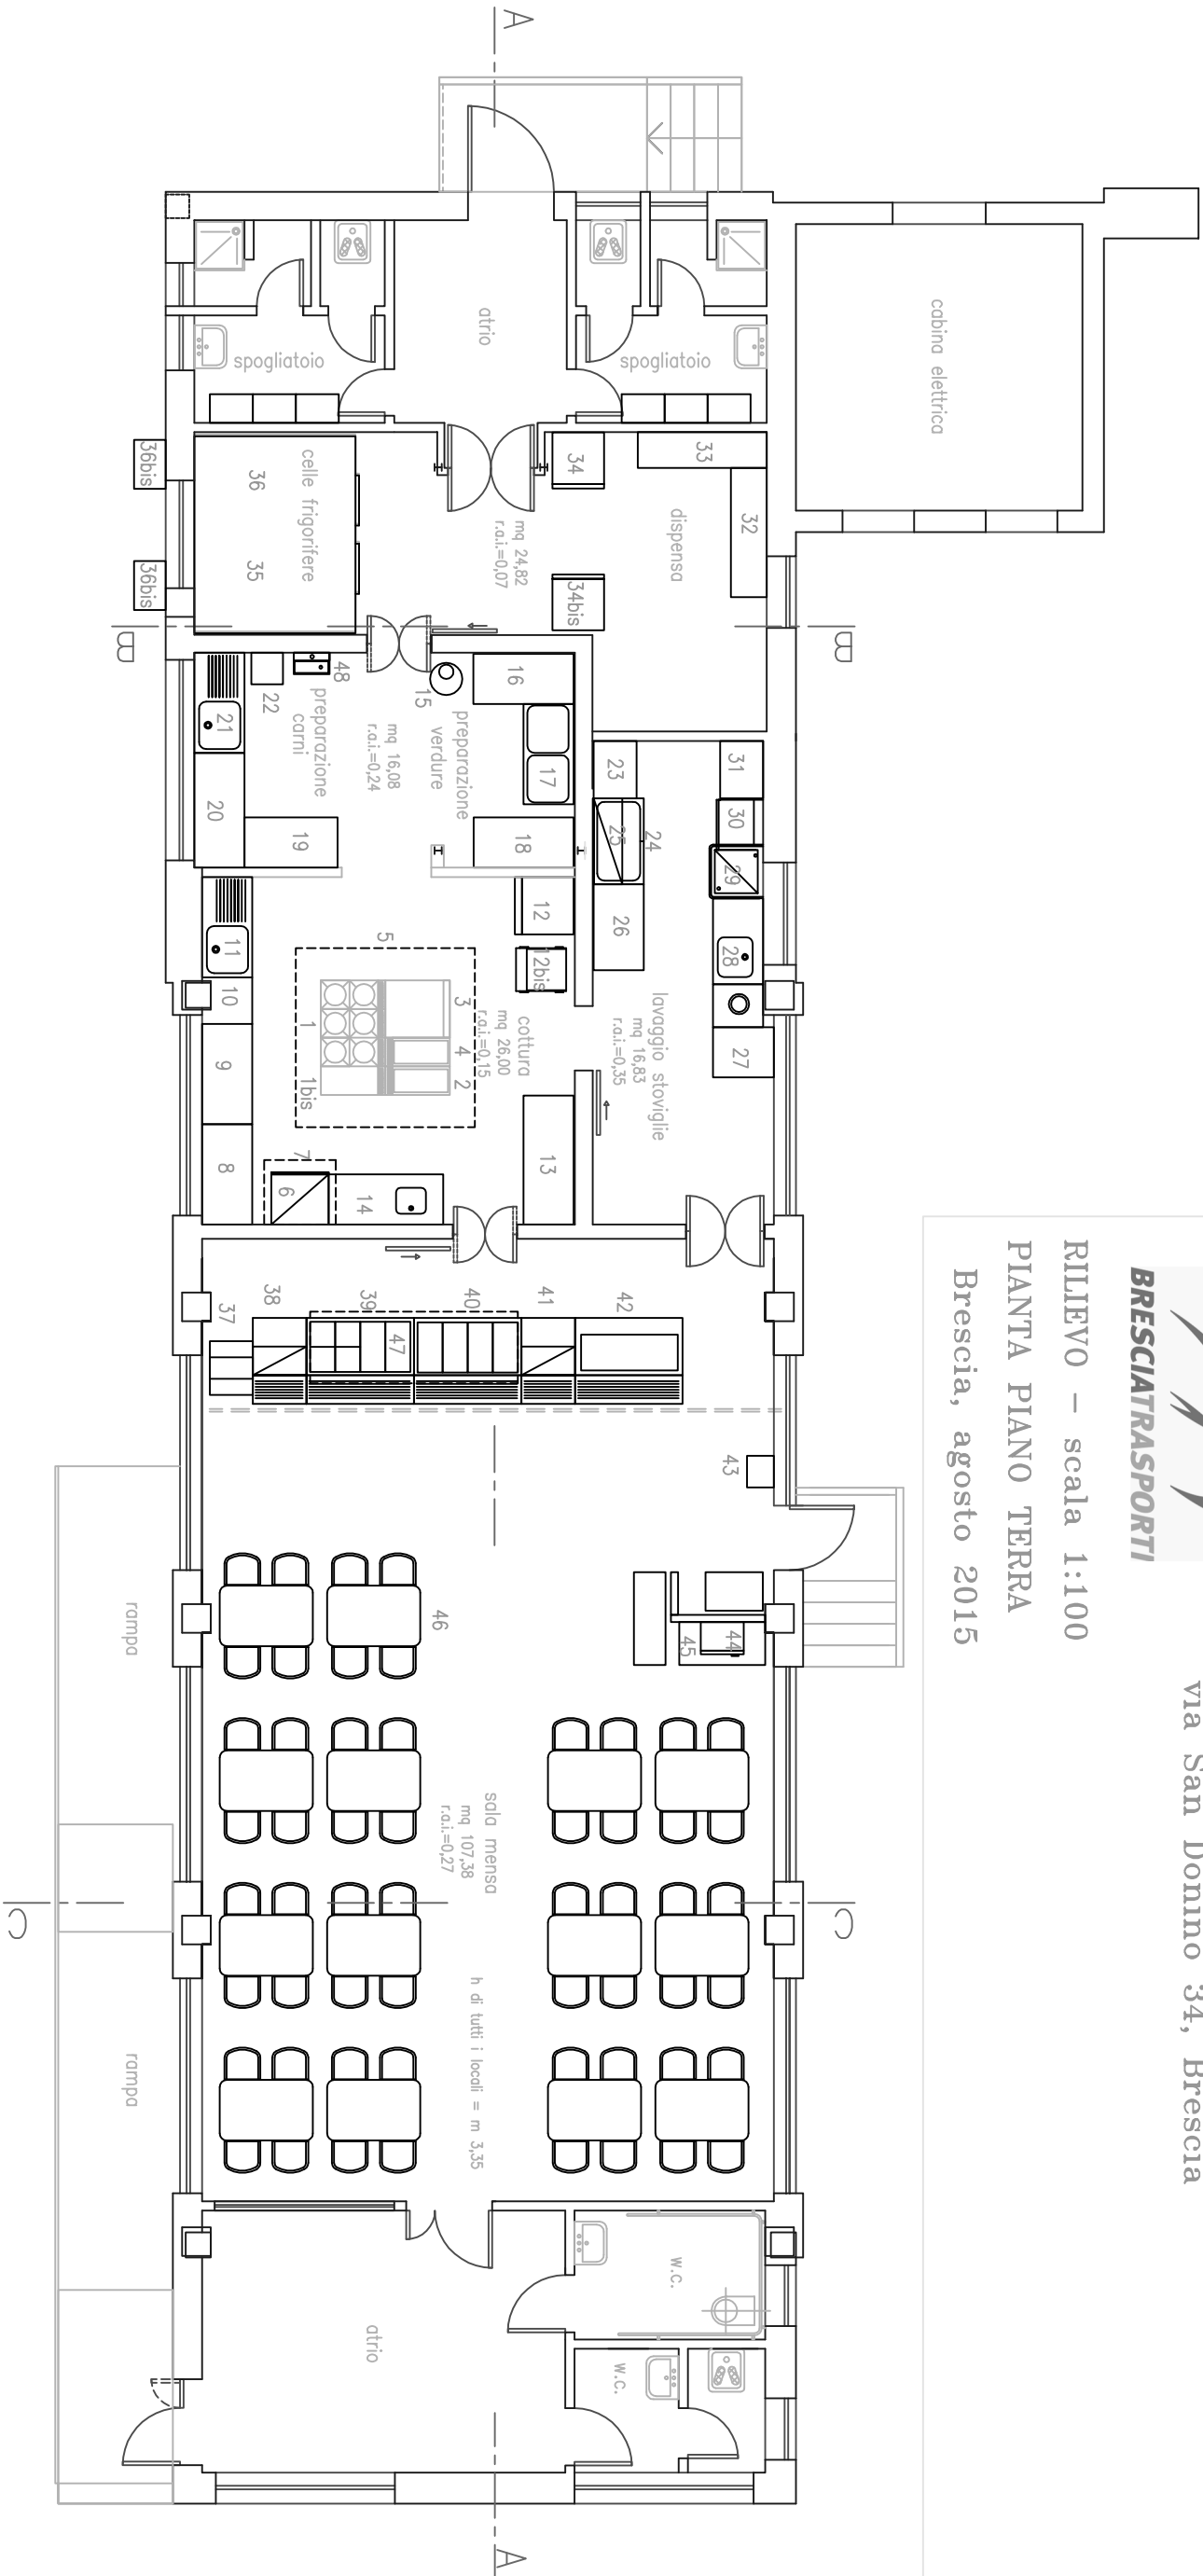 BRESCIATRASPORTI
via San Donino 34, Brescia
RILIEVO – scala 1:100
PIANTA PIANO TERRA
Brescia, agosto 2015
cabina elettrica
A
atrio
spogliatoio
spogliatoio
33
32
34
dispensa
34bis
mq 24,82
r.a.i.=0,07
celle frigorifere
36
35
36bis
36bis
B
B
31
30
29
28
27
23
24
25
26
lavaggio stoviglie
mq 16,83
r.a.i.=0,35
16
17
18
15
preparazione
verdure
mq 16,08
r.a.i.=0,24
48
preparazione
carni
22
21
20
19
12
12bis
5
3
4
2
1
1bis
cottura
mq 26,00
r.a.i.=0,15
11
10
9
8
7
6
14
13
37
38
39
47
40
41
42
43
44
45
46
sala mensa
mq 107,38
r.a.i.=0,27
h di tutti i locali = m 3,35
C
C
rampa
rampa
w.c.
w.c.
atrio
A